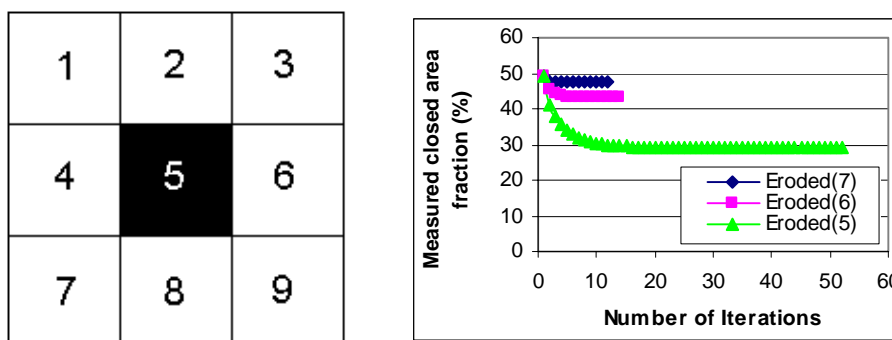 1 2 3
4 5 6
7 8 9
Measured closed area
fraction (%)
60
50
40
30
20
10
0
Eroded(7)
Eroded(6)
Eroded(5)
0 10 20 30 40 50 60
Number of Iterations